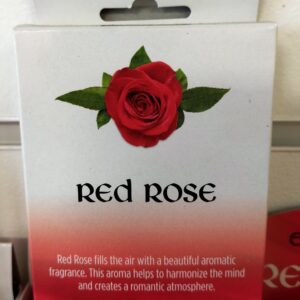 RED ROSE
Red Rose fills the air with a beautiful aromatic
fragrance. This aroma helps to harmonize the mind
and creates a romantic atmosphere.